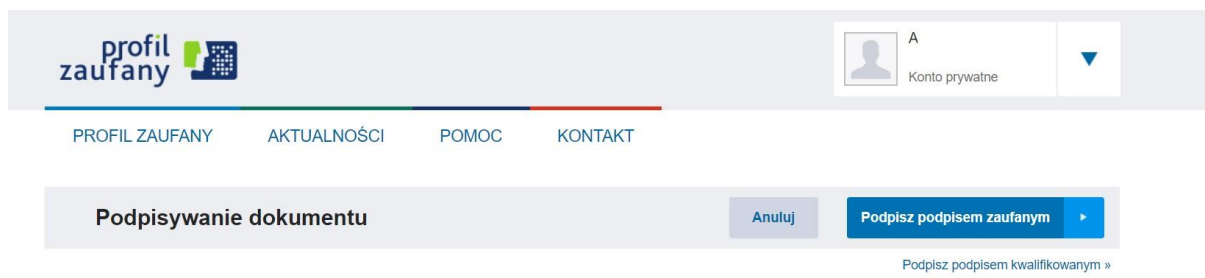 profil
zaufany
A
Konto prywatne
PROFIL ZAUFANY AKTUALNOŚCI POMOC KONTAKT
Podpisywanie dokumentu Anuluj Podpisz podpisem zaufanym
Podpisz podpisem kwalifikowanym »